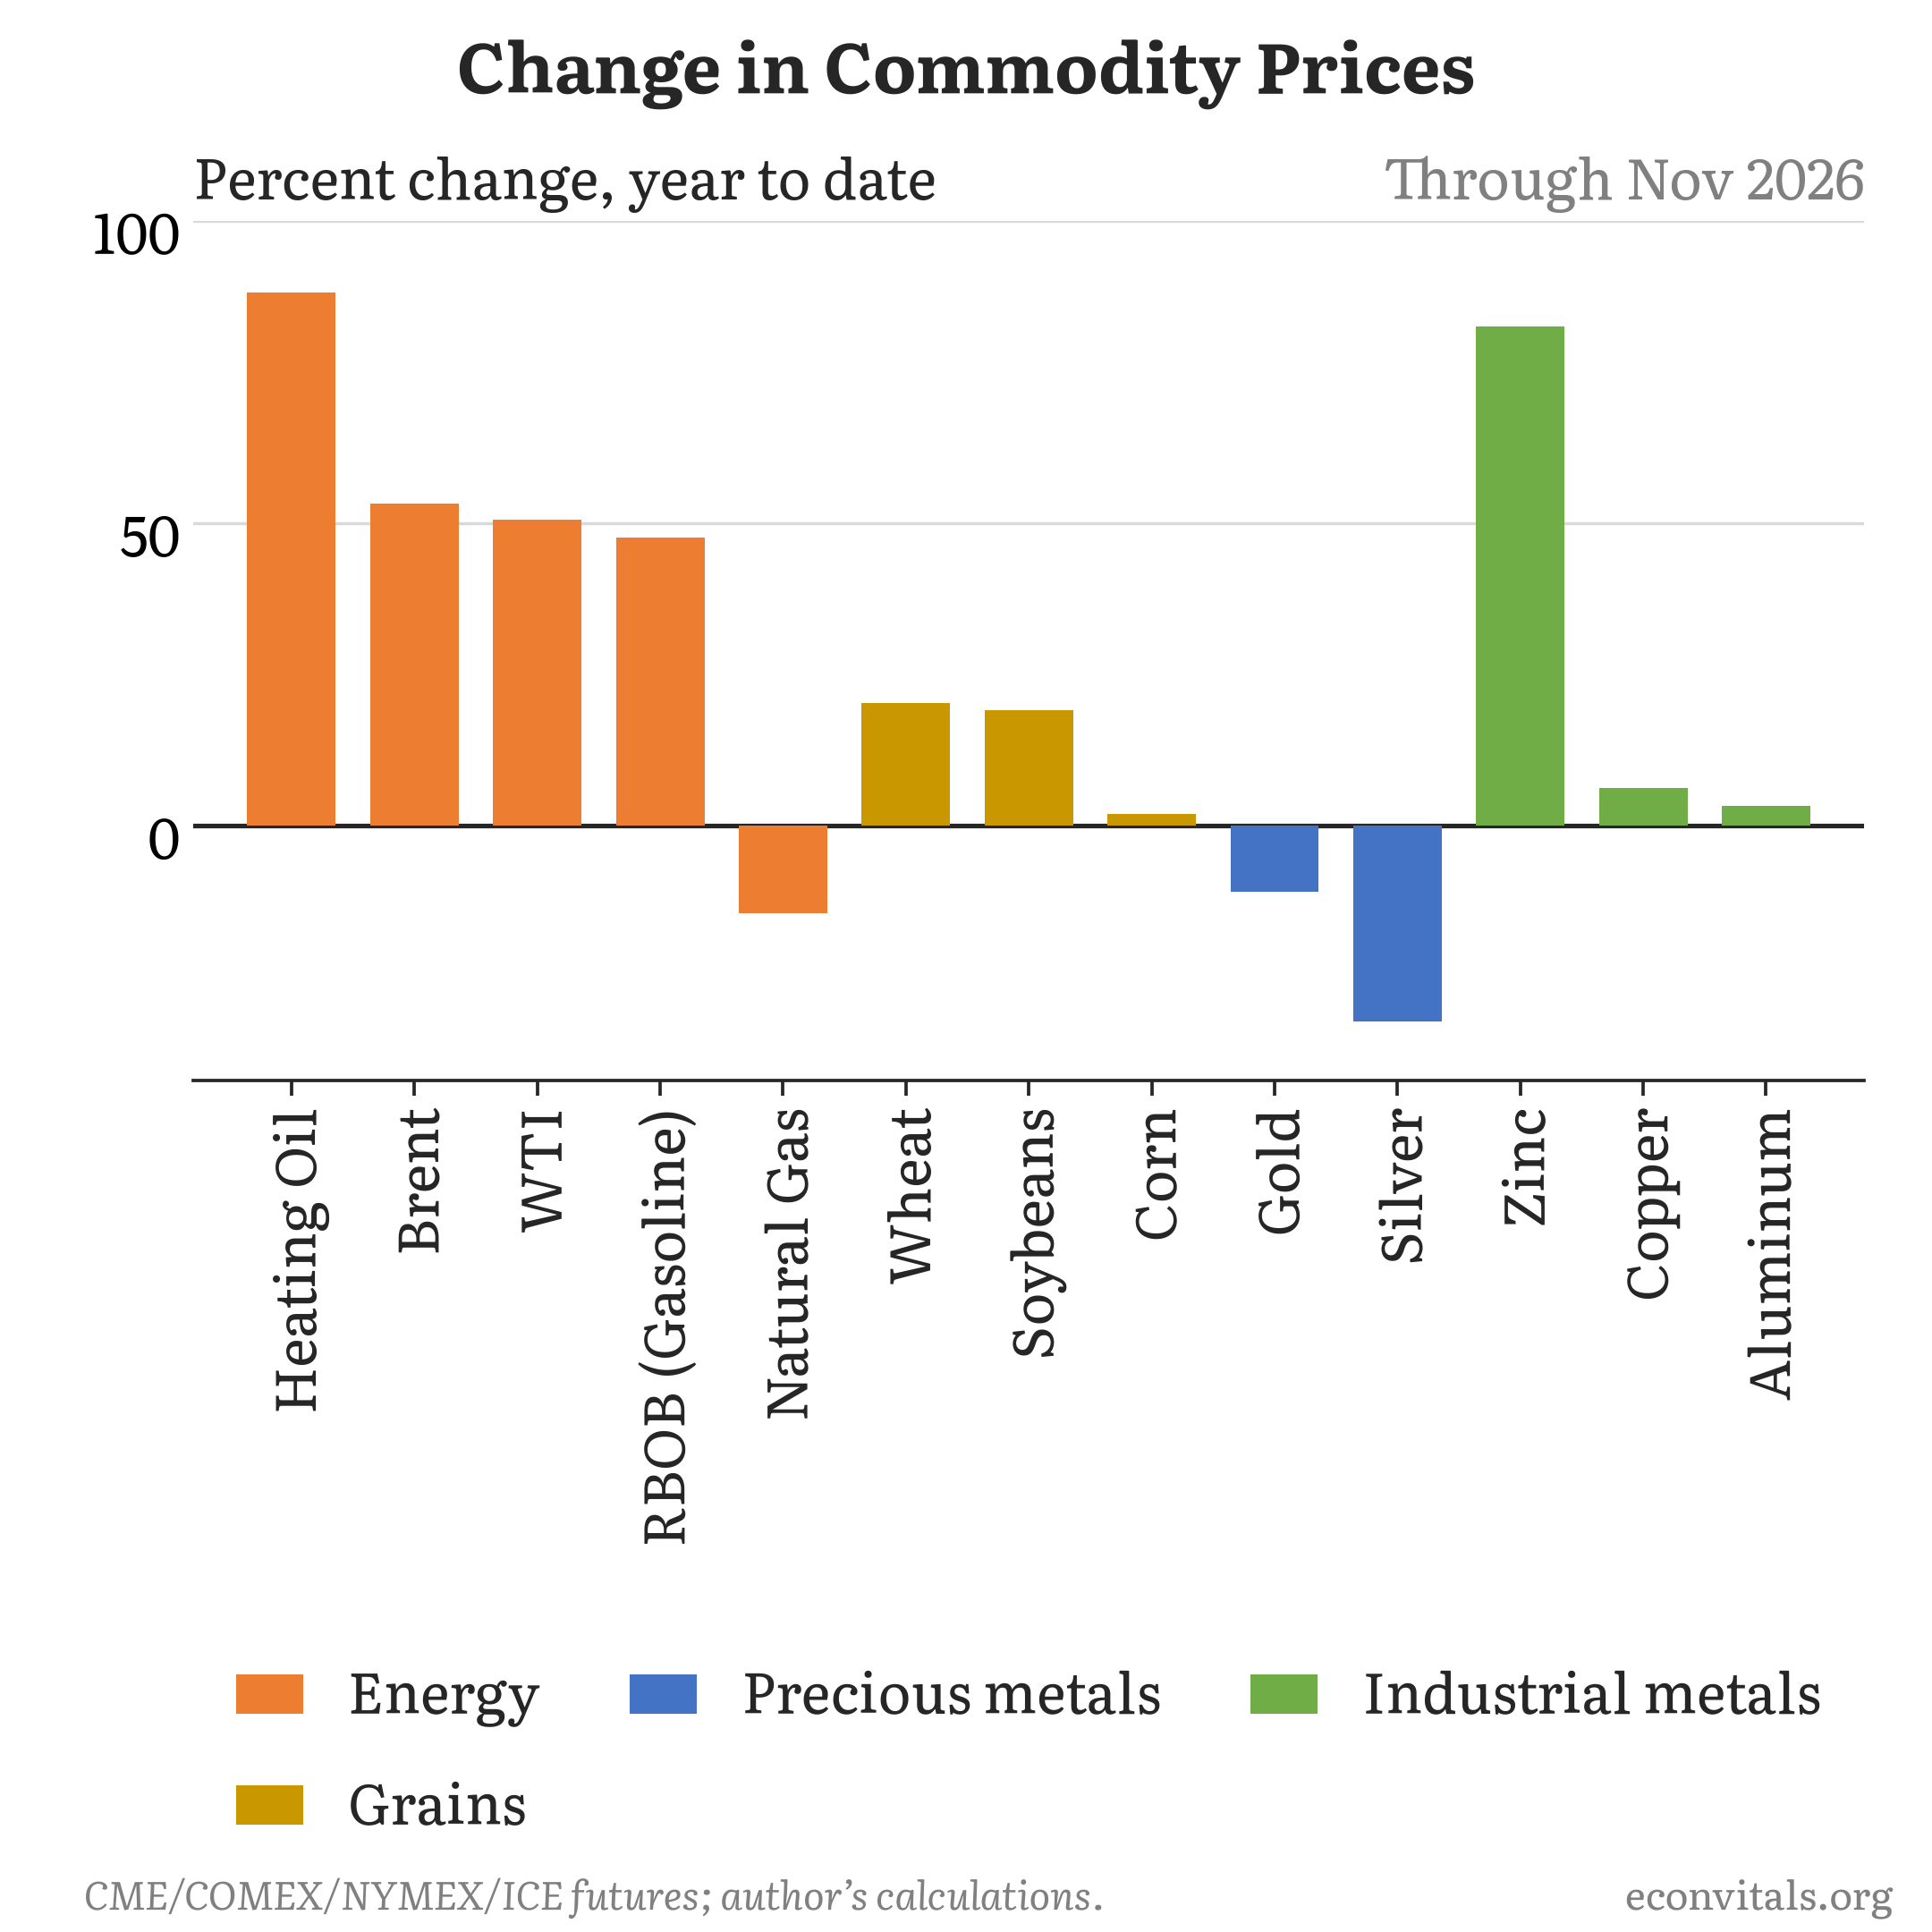 Change in Commodity Prices
Percent change, year to date
Through Nov 2026
100
50
0
Heating Oil
Brent
WTI
RBOB (Gasoline)
Natural Gas
Wheat
Soybeans
Corn
Gold
Silver
Zinc
Copper
Aluminum
Energy
Precious metals
Industrial metals
Grains
CME/COMEX/NYMEX/ICE futures; author’s calculations.
econvitals.org